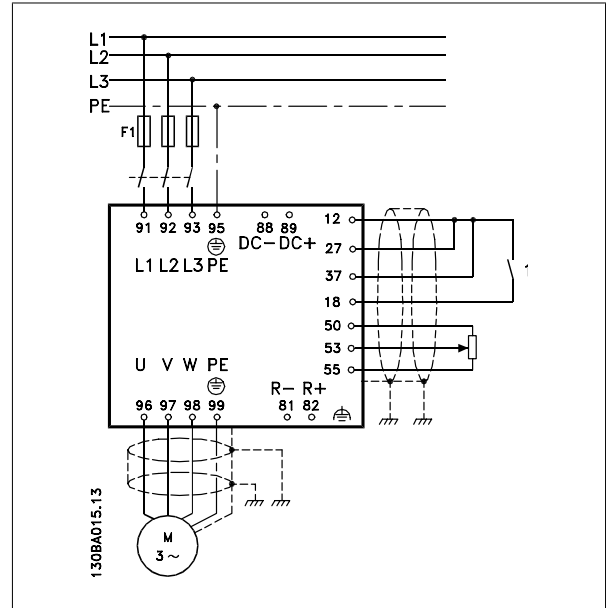 L1
L2
L3
PE
F1
91 92 93 95 88 89 12
DC- DC+
27
L1 L2 L3 PE
37
18
50
53
U V W PE
55
R- R+
96 97 98 99 81 82
M
3~
130BA015.13